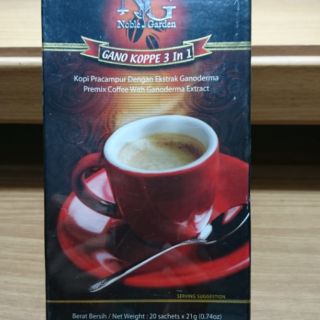 NG
Noble Garden
GANO KOPPE 3 In 1
Kopi Pracampur Dengan Ekstrak Ganoderma
Premix Coffee With Ganoderma Extract
SERVING SUGGESTION
Berat Bersih / Net Weight : 20 sachets x 21g (0.74oz)